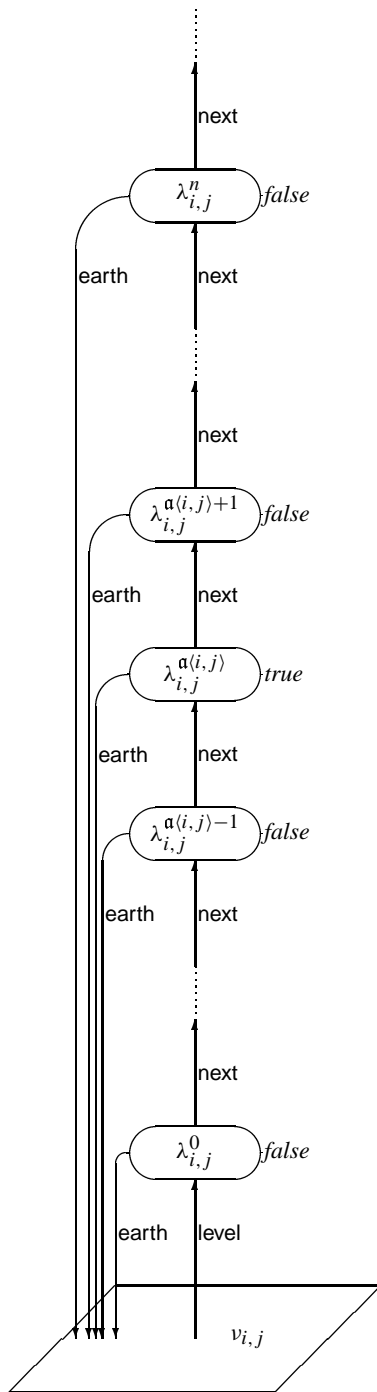 next
λ^n_{i,j} false
earth next
next
λ^{𝔞⟨i,j⟩+1}_{i,j} false
earth next
λ^{𝔞⟨i,j⟩}_{i,j} true
earth next
λ^{𝔞⟨i,j⟩−1}_{i,j} false
earth next
next
λ^0_{i,j} false
earth level
ν_{i,j}